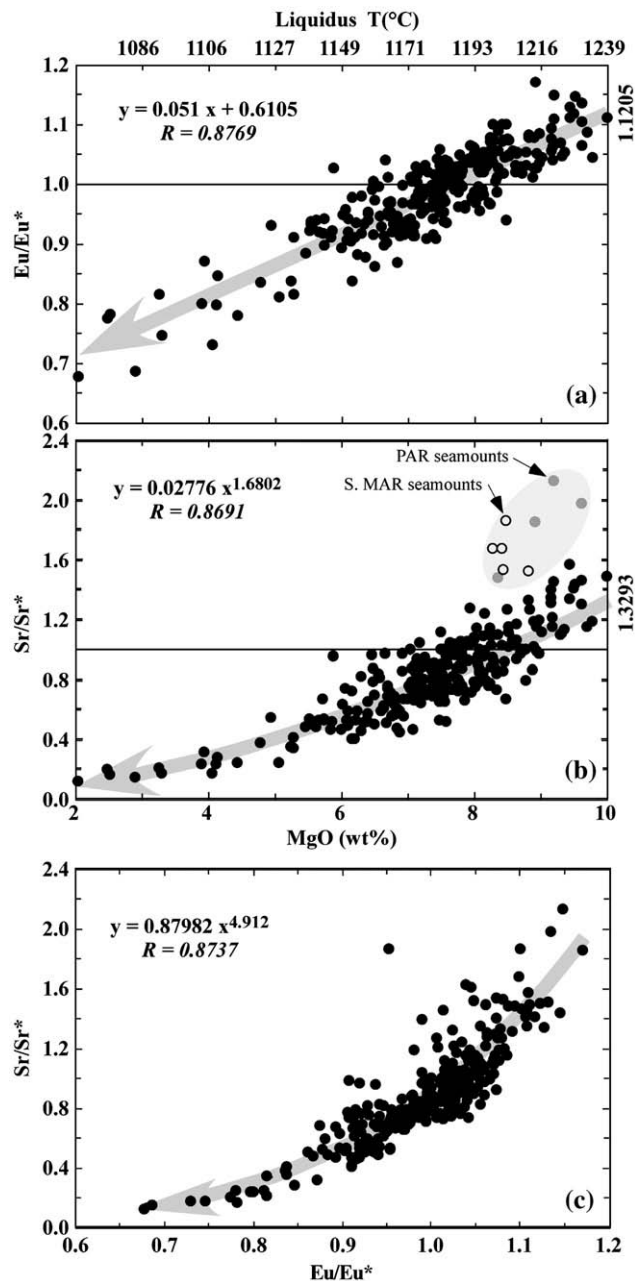 Liquidus T(°C)
1086 1106 1127 1149 1171 1193 1216 1239
1.2
1.1
1.0
0.9
0.8
0.7
0.6
Eu/Eu*
y = 0.051 x + 0.6105
R = 0.8769
1.1205
(a)
2.4
2.0
1.6
1.2
0.8
0.4
0.0
Sr/Sr*
y = 0.02776 x^1.6802
R = 0.8691
PAR seamounts
S. MAR seamounts
1.3293
(b)
2 4 6 8 10
MgO (wt%)
2.4
2.0
1.6
1.2
0.8
0.4
0.0
Sr/Sr*
y = 0.87982 x^4.912
R = 0.8737
(c)
0.6 0.7 0.8 0.9 1.0 1.1 1.2
Eu/Eu*